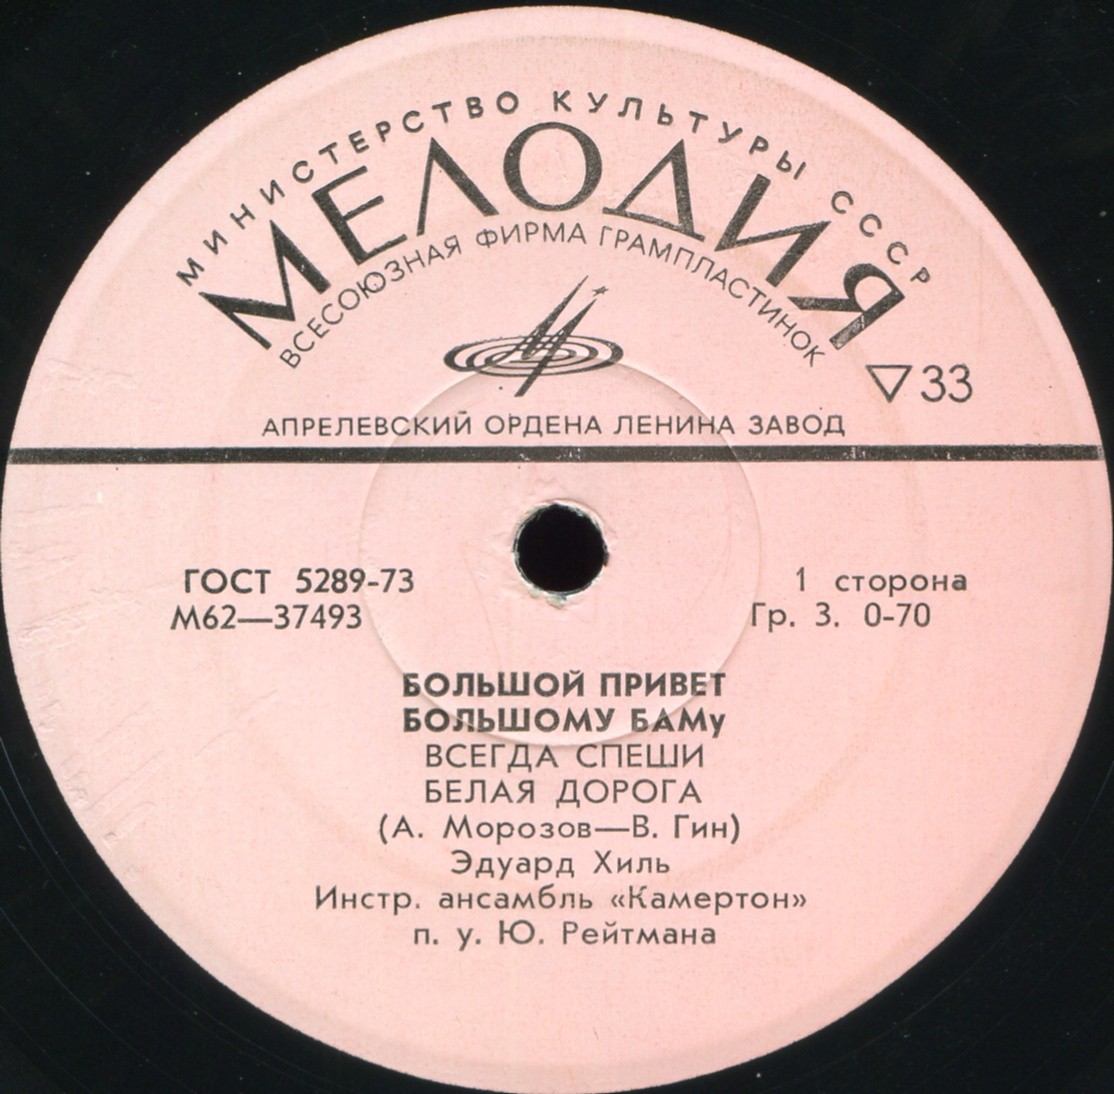 МИНИСТЕРСТВО КУЛЬТУРЫ СССР
МЕЛОДИЯ
ВСЕСОЮЗНАЯ ФИРМА ГРАМПЛАСТИНОК
▽33
АПРЕЛЕВСКИЙ ОРДЕНА ЛЕНИНА ЗАВОД
ГОСТ 5289-73
1 сторона
М62—37493
Гр. 3. 0-70
БОЛЬШОЙ ПРИВЕТ
БОЛЬШОМУ БАМу
ВСЕГДА СПЕШИ
БЕЛАЯ ДОРОГА
(А. Морозов—В. Гин)
Эдуард Хиль
Инстр. ансамбль «Камертон»
п. у. Ю. Рейтмана